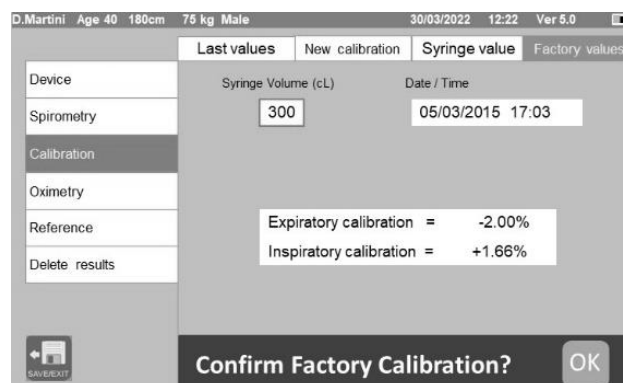 D.Martini Age 40 180cm 75 kg Male 30/03/2022 12:22 Ver 5.0
Last values New calibration Syringe value Factory values
Device
Spirometry
Calibration
Oximetry
Reference
Delete results
Syringe Volume (cL) Date / Time
300 05/03/2015 17:03
Expiratory calibration = -2.00%
Inspiratory calibration = +1.66%
SAVE/EXIT
Confirm Factory Calibration? OK